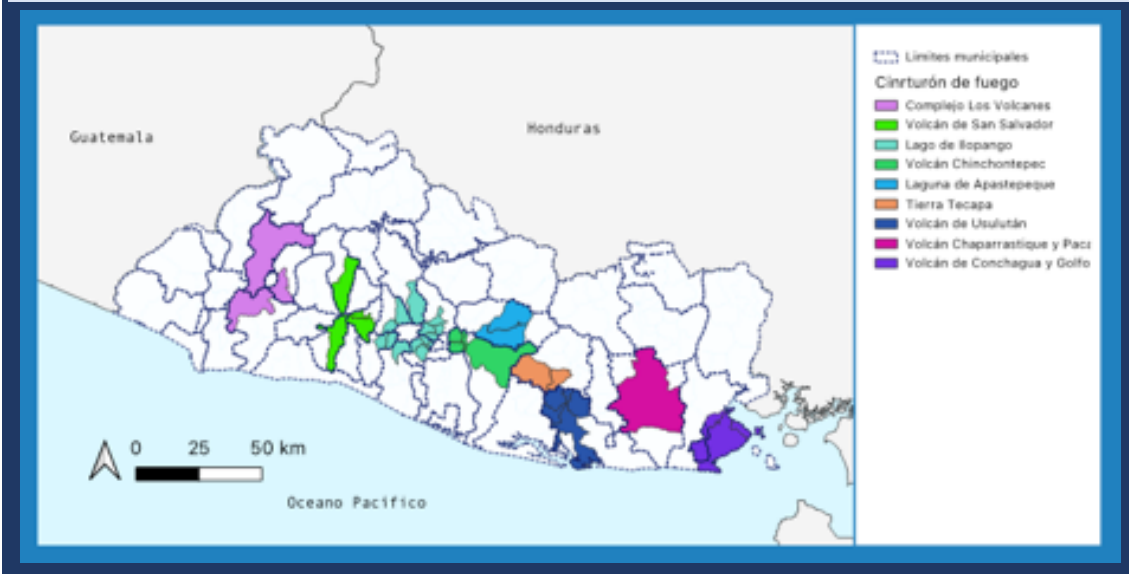 Guatemala
Honduras
0 25 50 km
Oceano Pacífico
Límites municipales
Cinrturón de fuego
Complejo Los Volcanes
Volcán de San Salvador
Lago de Ilopango
Volcán Chinchontepec
Laguna de Apastepeque
Tierra Tecapa
Volcán de Usulután
Volcán Chaparrastique y Paca
Volcán de Conchagua y Golfo